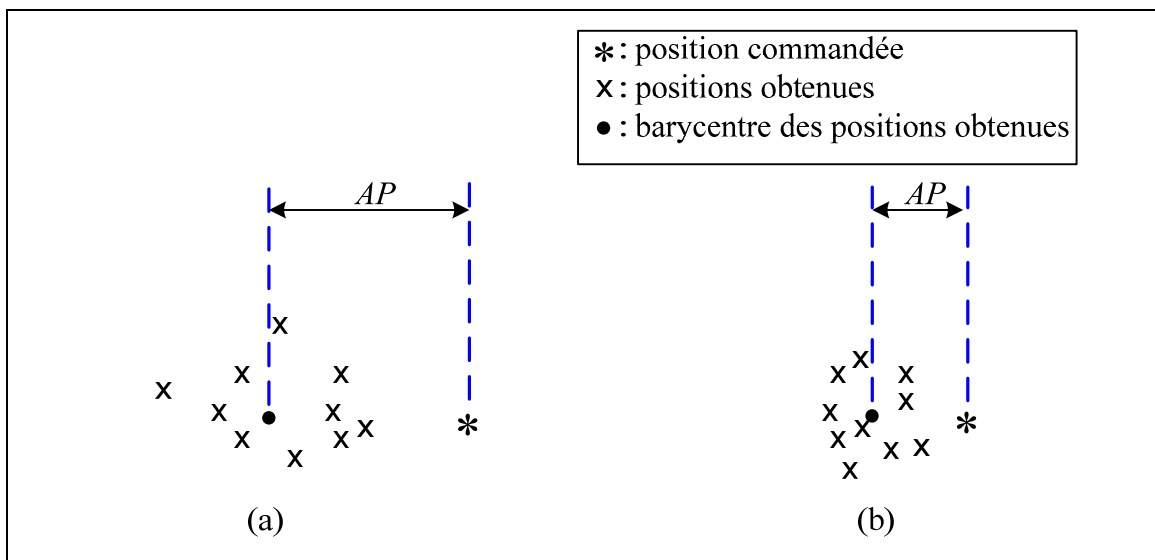 * : position commandée
x : positions obtenues
● : barycentre des positions obtenues
AP
AP
(a)
(b)